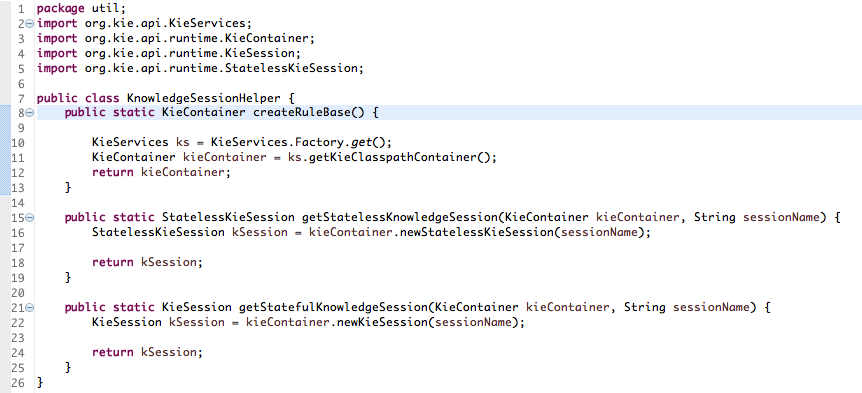 1 package util;
2 import org.kie.api.KieServices;
3 import org.kie.api.runtime.KieContainer;
4 import org.kie.api.runtime.KieSession;
5 import org.kie.api.runtime.StatelessKieSession;
6
7 public class KnowledgeSessionHelper {
8     public static KieContainer createRuleBase() {
9
10         KieServices ks = KieServices.Factory.get();
11         KieContainer kieContainer = ks.getKieClasspathContainer();
12         return kieContainer;
13     }
14
15     public static StatelessKieSession getStatelessKnowledgeSession(KieContainer kieContainer, String sessionName) {
16         StatelessKieSession kSession = kieContainer.newStatelessKieSession(sessionName);
17
18         return kSession;
19     }
20
21     public static KieSession getStatefulKnowledgeSession(KieContainer kieContainer, String sessionName) {
22         KieSession kSession = kieContainer.newKieSession(sessionName);
23
24         return kSession;
25     }
26 }